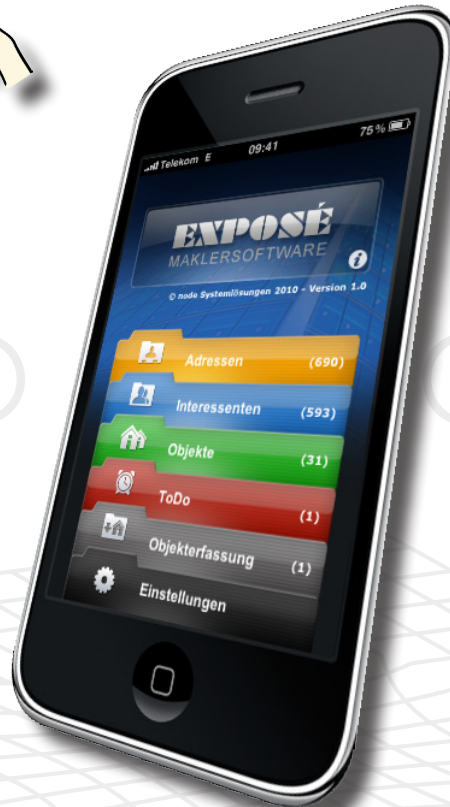 Telekom E 09:41 75 %
EXPOSÉ
MAKLERSOFTWARE
© node Systemlösungen 2010 - Version 1.0
Adressen (690)
Interessenten (593)
Objekte (31)
ToDo (1)
Objekterfassung (1)
Einstellungen